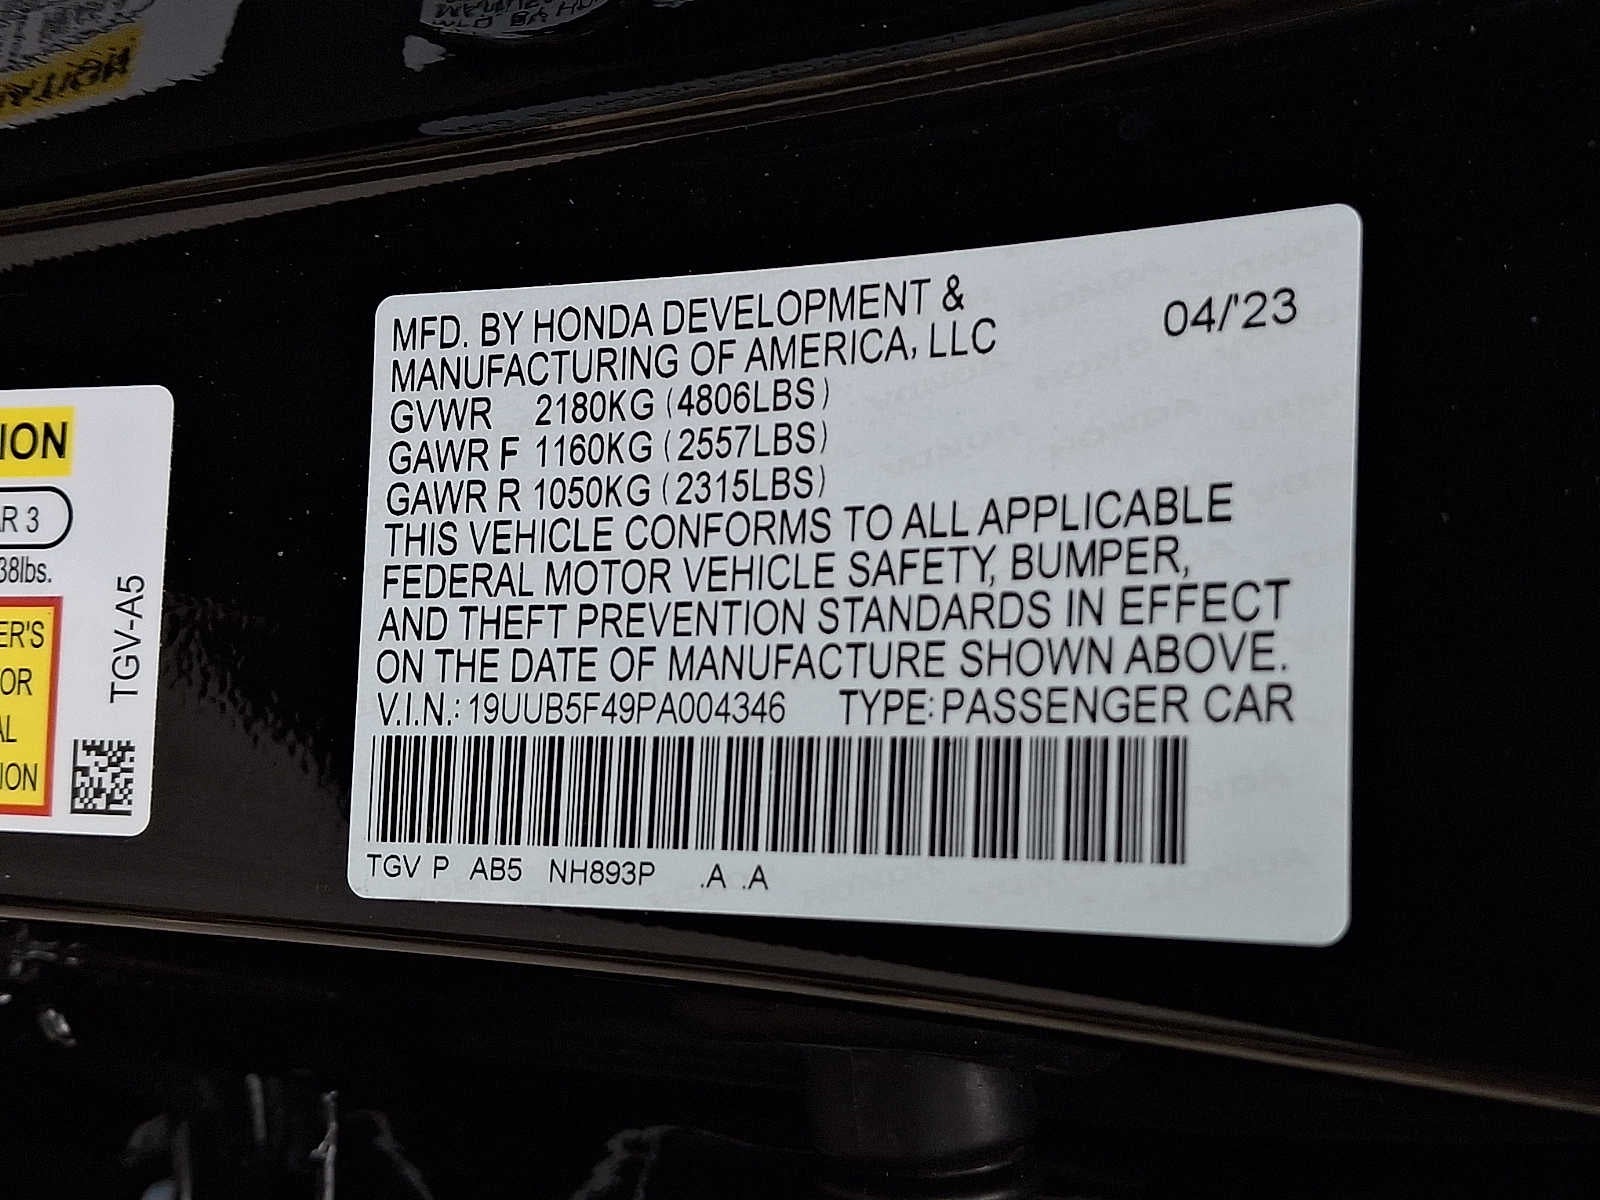 MFD. BY HONDA DEVELOPMENT &
MANUFACTURING OF AMERICA, LLC
04/'23
GVWR 2180KG (4806LBS)
GAWR F 1160KG (2557LBS)
GAWR R 1050KG (2315LBS)
THIS VEHICLE CONFORMS TO ALL APPLICABLE
FEDERAL MOTOR VEHICLE SAFETY, BUMPER,
AND THEFT PREVENTION STANDARDS IN EFFECT
ON THE DATE OF MANUFACTURE SHOWN ABOVE.
V.I.N.: 19UUB5F49PA004346 TYPE: PASSENGER CAR
TGV P AB5 NH893P .A .A
ION
R 3
38lbs.
ER'S
OR
AL
ION
TGV-A5